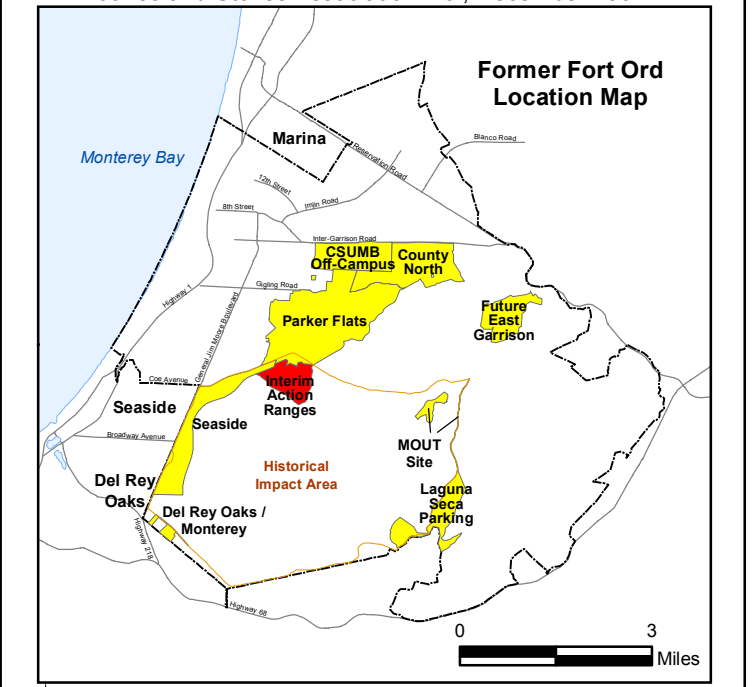 Former Fort Ord
Location Map
Marina
Monterey Bay
Blanco Road
Reservation Road
12th Street
Imjin Road
8th Street
Inter-Garrison Road
CSUMB
Off-Campus
County
North
Gigling Road
Highway 1
General Jim Moore Boulevard
Parker Flats
Future
East
Garrison
Coe Avenue
Interim
Action
Ranges
Seaside
Seaside
Broadway Avenue
MOUT
Site
Historical
Impact Area
Del Rey
Oaks
Laguna
Seca
Parking
Del Rey Oaks /
Monterey
Highway 218
Highway 68
0
3
Miles